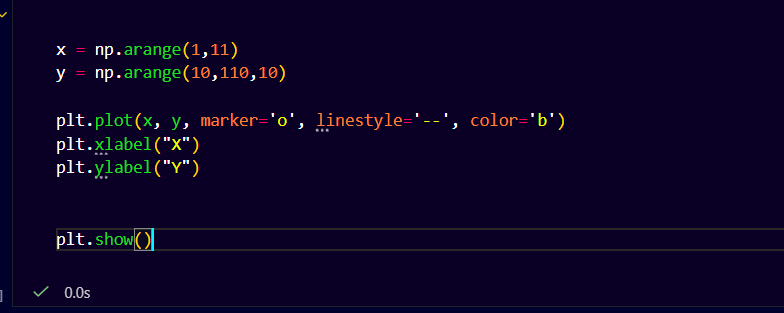 x = np.arange(1,11)
y = np.arange(10,110,10)
plt.plot(x, y, marker='o', linestyle='--', color='b')
plt.xlabel("X")
plt.ylabel("Y")
plt.show()
0.0s